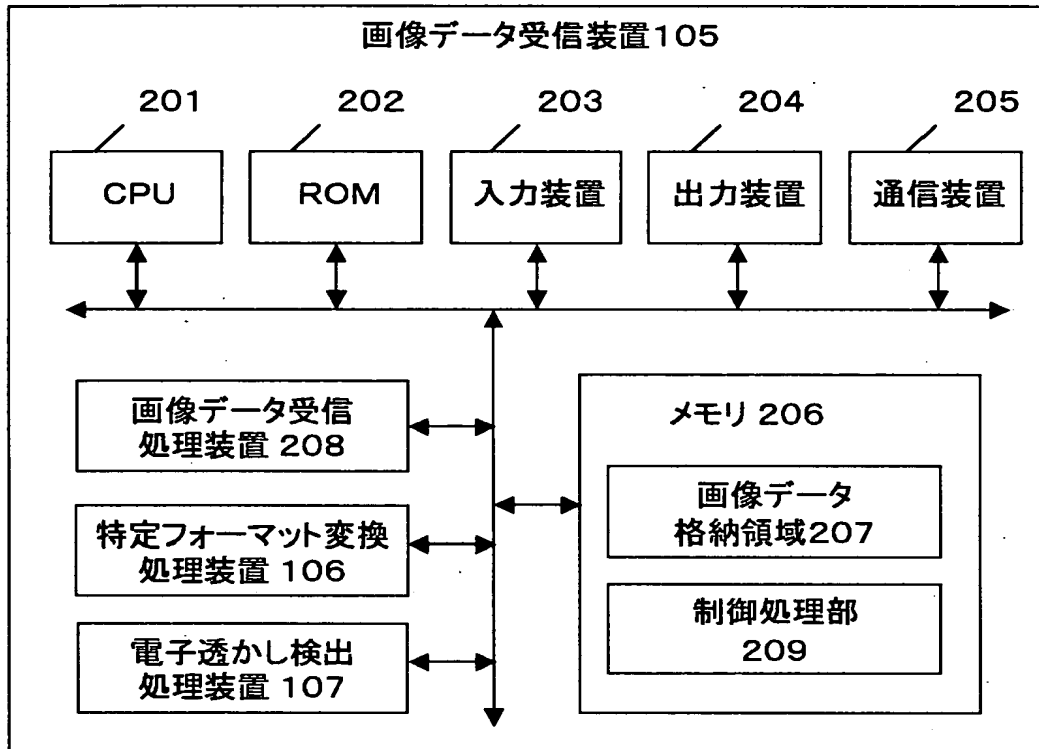 画像データ受信装置105
201 202 203 204 205
CPU ROM 入力装置 出力装置 通信装置
画像データ受信
処理装置 208
特定フォーマット変換
処理装置 106
電子透かし検出
処理装置 107
メモリ 206
画像データ
格納領域207
制御処理部
209